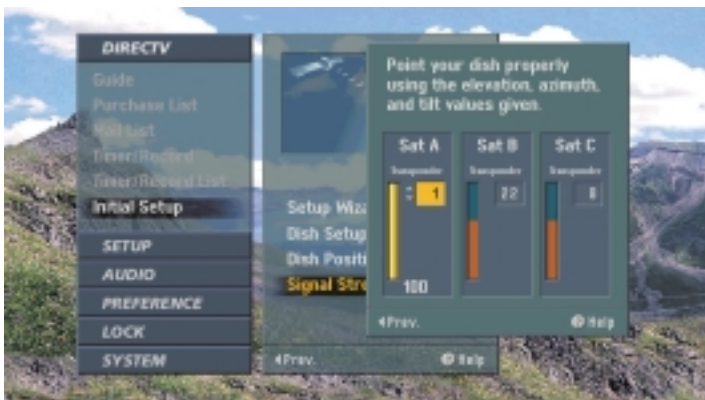 DIRECTV
Guide
Purchase List
Mail List
Timer/Record
Timer/Record List
Initial Setup
SETUP
AUDIO
PREFERENCE
LOCK
SYSTEM
Setup Wiza
Dish Setup
Dish Positi
Signal Stre
Prev.
Help
Point your dish properly
using the elevation, azimuth,
and tilt values given.
Sat A
Sat B
Sat C
Transponder
Transponder
Transponder
1
22
8
100
Prev.
Help